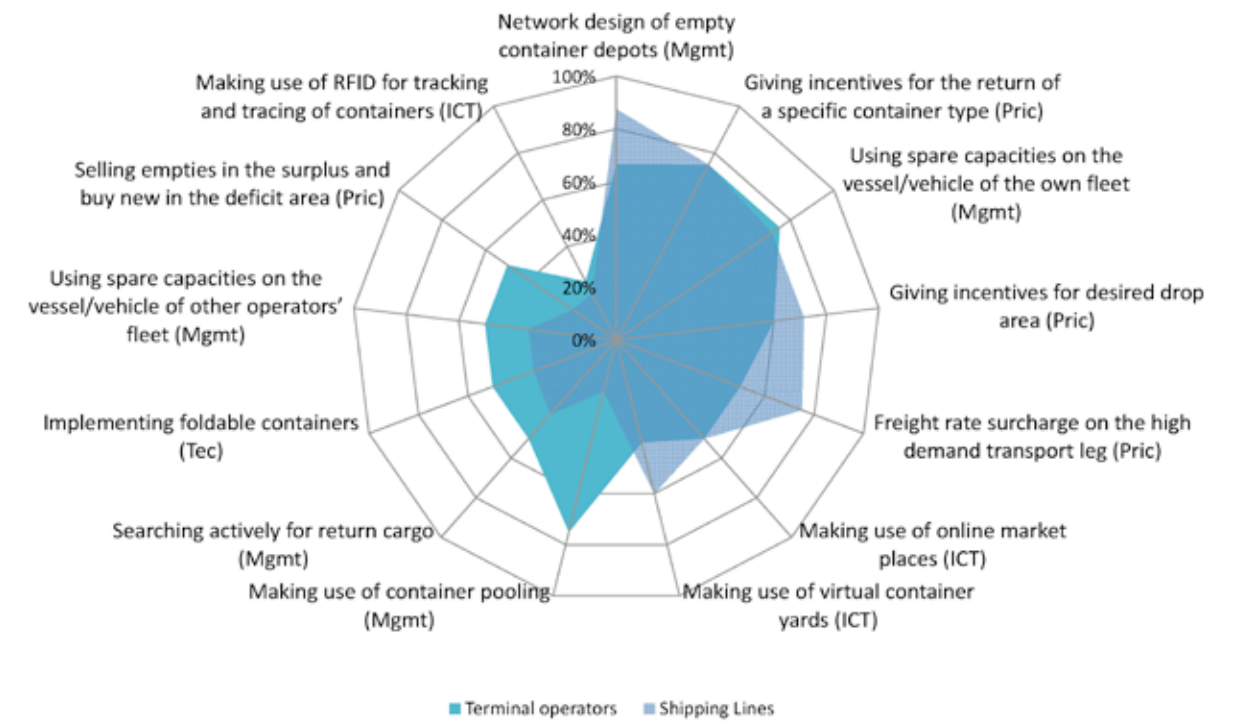 Network design of empty
container depots (Mgmt)
Giving incentives for the return of
a specific container type (Pric)
Using spare capacities on the
vessel/vehicle of the own fleet
(Mgmt)
Giving incentives for desired drop
area (Pric)
Freight rate surcharge on the high
demand transport leg (Pric)
Making use of online market
places (ICT)
Making use of virtual container
yards (ICT)
Making use of container pooling
(Mgmt)
Searching actively for return cargo
(Mgmt)
Implementing foldable containers
(Tec)
Using spare capacities on the
vessel/vehicle of other operators’
fleet (Mgmt)
Selling empties in the surplus and
buy new in the deficit area (Pric)
Making use of RFID for tracking
and tracing of containers (ICT)
100%
80%
60%
40%
20%
0%
Terminal operators
Shipping Lines